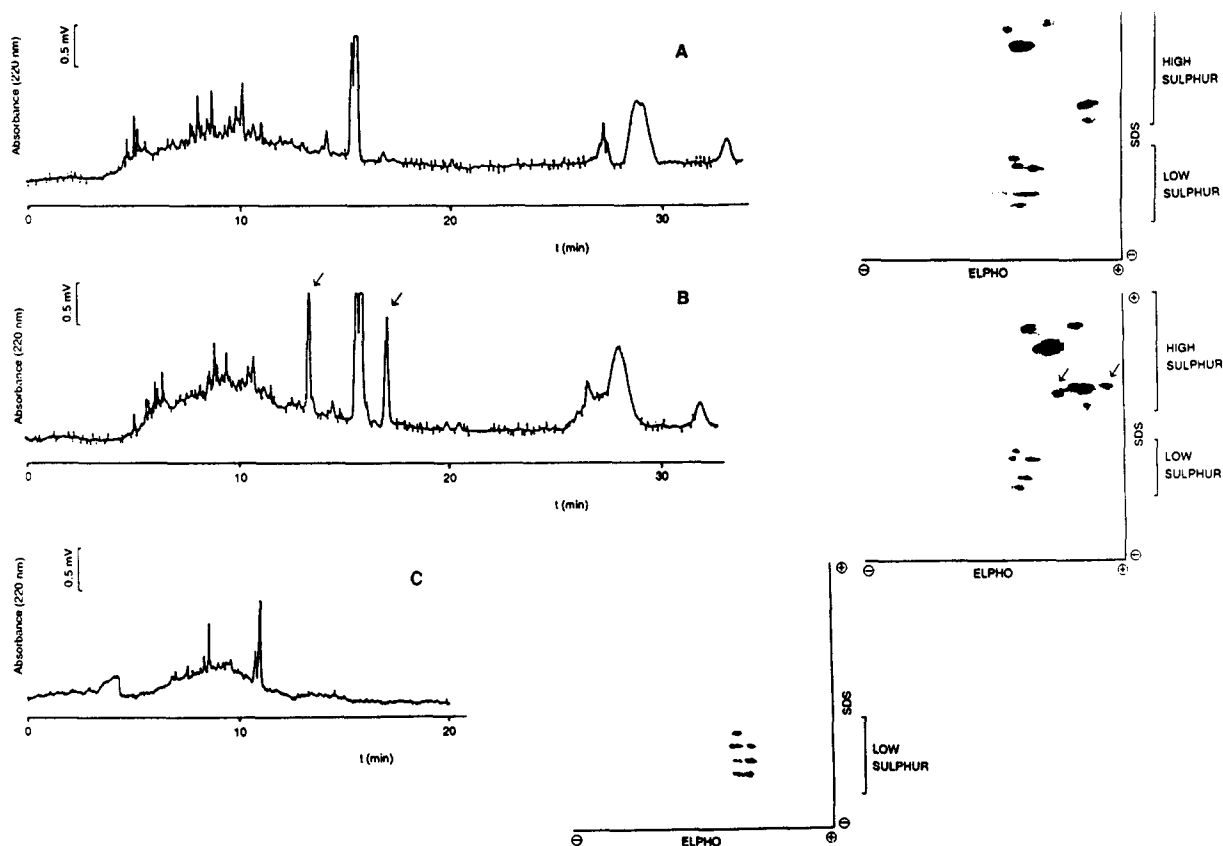 Absorbance (220 nm)
0.5 mV
A
0 10 20 30
t (min)
HIGH
SULPHUR
SDS
LOW
SULPHUR
⊖
⊖ ELPHO ⊕
Absorbance (220 nm)
0.5 mV
B
0 10 20 30
t (min)
⊕
HIGH
SULPHUR
SDS
LOW
SULPHUR
⊖
⊖ ELPHO ⊕
Absorbance (220 nm)
0.5 mV
C
0 10 20
t (min)
⊕
SDS
LOW
SULPHUR
⊖
⊖ ELPHO ⊕